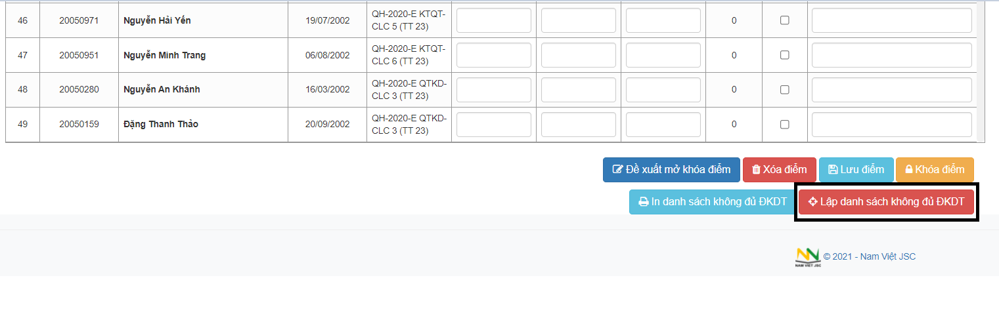 46 20050971 Nguyễn Hải Yến 19/07/2002 QH-2020-E KTQT- 0
CLC 5 (TT 23)
47 20050951 Nguyễn Minh Trang 06/08/2002 QH-2020-E KTQT- 0
CLC 6 (TT 23)
48 20050280 Nguyễn An Khánh 16/03/2002 QH-2020-E QTKD- 0
CLC 3 (TT 23)
49 20050159 Đặng Thanh Thảo 20/09/2002 QH-2020-E QTKD- 0
CLC 3 (TT 23)
Đề xuất mở khóa điểm Xóa điểm Lưu điểm Khóa điểm
In danh sách không đủ ĐKDT Lập danh sách không đủ ĐKDT
NAM VIET JSC © 2021 - Nam Việt JSC